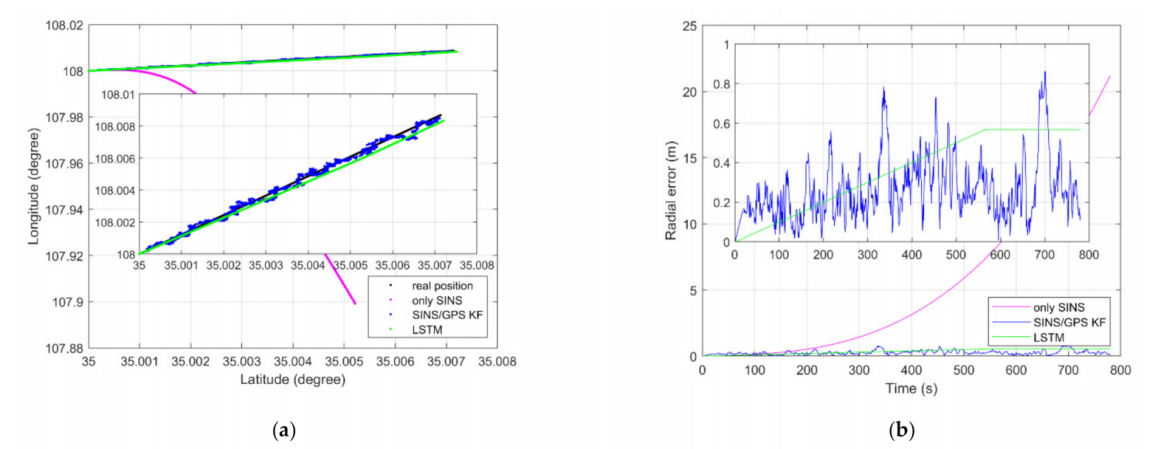 108.02
108
107.98
107.96
107.94
107.92
107.9
107.88
Longitude (degree)
108.01
108.008
108.006
108.004
108.002
108
35 35.001 35.002 35.003 35.004 35.005 35.006 35.007 35.008
real position
only SINS
SINS/GPS KF
LSTM
35 35.001 35.002 35.003 35.004 35.005 35.006 35.007 35.008
Latitude (degree)
(a)
25
20
15
10
5
0
Radial error (m)
1
0.8
0.6
0.4
0.2
0
0 100 200 300 400 500 600 700 800
only SINS
SINS/GPS KF
LSTM
0 100 200 300 400 500 600 700 800
Time (s)
(b)